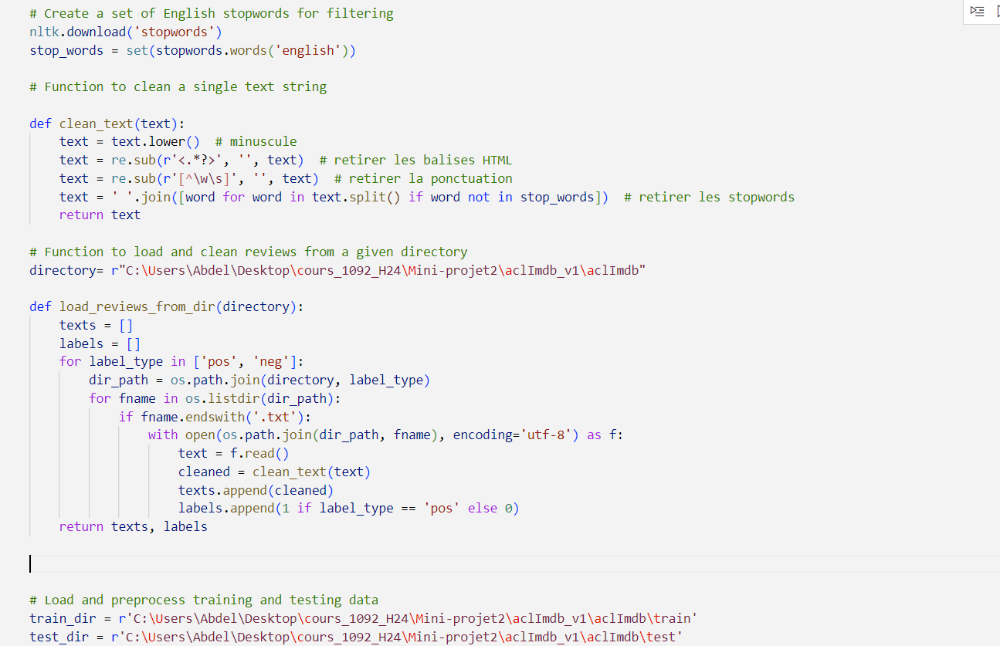 # Create a set of English stopwords for filtering
nltk.download('stopwords')
stop_words = set(stopwords.words('english'))

# Function to clean a single text string

def clean_text(text):
    text = text.lower()  # minuscule
    text = re.sub(r'<.*?>', '', text)  # retirer les balises HTML
    text = re.sub(r'[^\w\s]', '', text)  # retirer la ponctuation
    text = ' '.join([word for word in text.split() if word not in stop_words])  # retirer les stopwords
    return text

# Function to load and clean reviews from a given directory
directory= r"C:\Users\Abdel\Desktop\cours_1092_H24\Mini-projet2\aclImdb_v1\aclImdb"

def load_reviews_from_dir(directory):
    texts = []
    labels = []
    for label_type in ['pos', 'neg']:
        dir_path = os.path.join(directory, label_type)
        for fname in os.listdir(dir_path):
            if fname.endswith('.txt'):
                with open(os.path.join(dir_path, fname), encoding='utf-8') as f:
                    text = f.read()
                    cleaned = clean_text(text)
                    texts.append(cleaned)
                    labels.append(1 if label_type == 'pos' else 0)
    return texts, labels

# Load and preprocess training and testing data
train_dir = r'C:\Users\Abdel\Desktop\cours_1092_H24\Mini-projet2\aclImdb_v1\aclImdb\train'
test_dir = r'C:\Users\Abdel\Desktop\cours_1092_H24\Mini-projet2\aclImdb_v1\aclImdb\test'